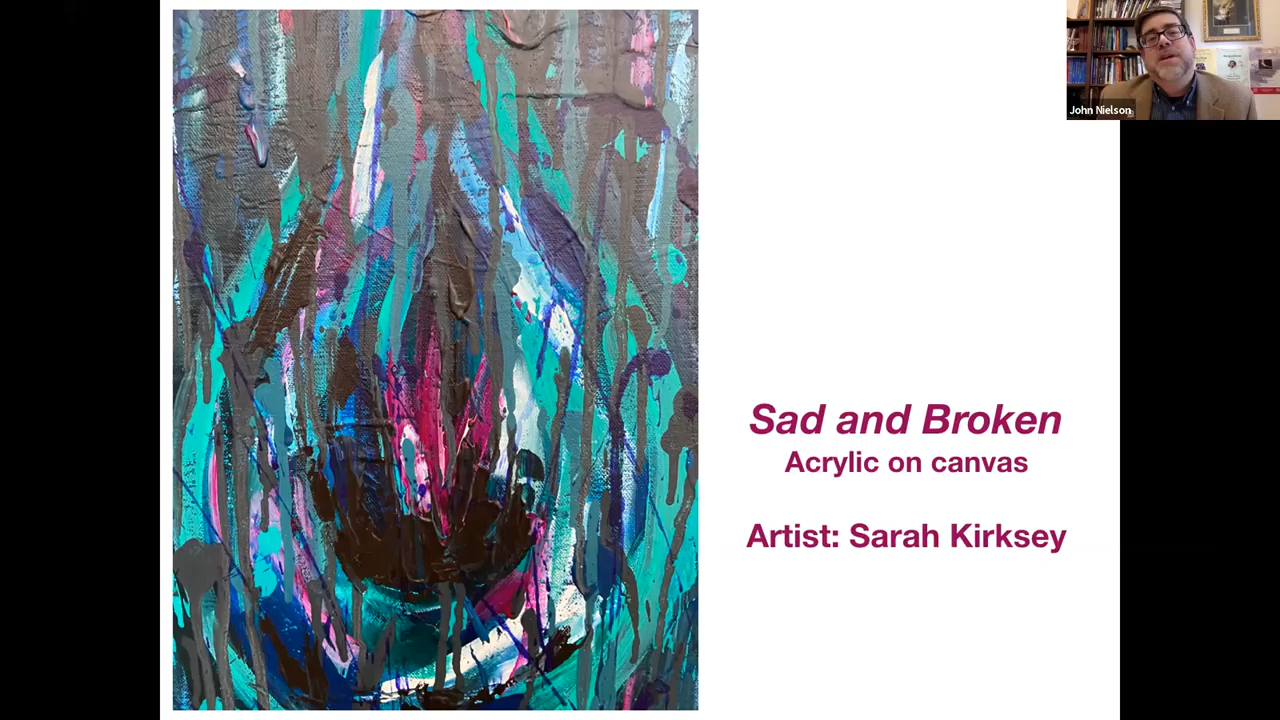 John Nielson
Sad and Broken
Acrylic on canvas
Artist: Sarah Kirksey